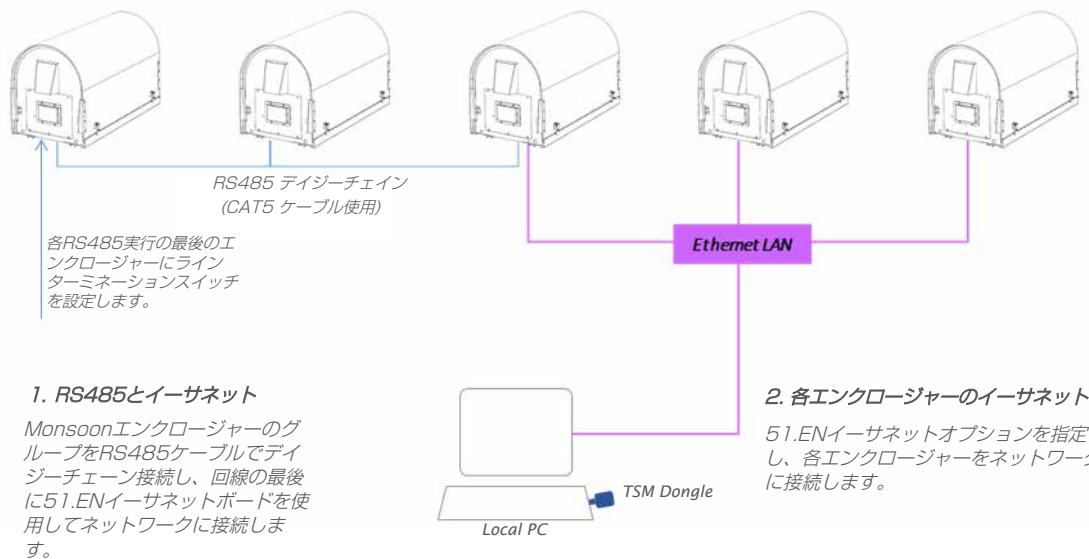 RS485 デイジーチェイン
(CAT5 ケーブル使用)
各RS485実行の最後のエ
ンクロージャーにライン
ターミネーションスイッチ
を設定します。
Ethernet LAN
1. RS485とイーサネット
Monsoonエンクロージャーのグ
ループをRS485ケーブルでデイ
ジーチェーン接続し、回線の最後
に51.ENイーサネットボードを使
用してネットワークに接続しま
す。
TSM Dongle
Local PC
2. 各エンクロージャーのイーサネット
51.ENイーサネットオプションを指定
し、各エンクロージャーをネットワーク
に接続します。